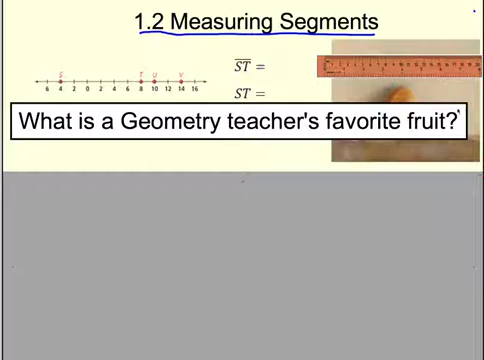 1.2 Measuring Segments
S T U V
6 4 2 0 2 4 6 8 10 12 14 16
ST =
ST =
What is a Geometry teacher's favorite fruit?